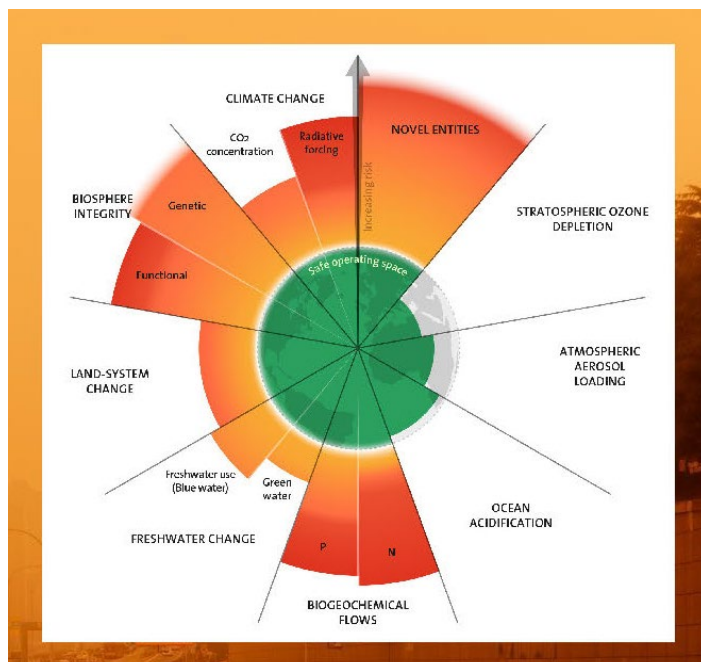 CLIMATE CHANGE
CO2
concentration
Radiative
forcing
NOVEL ENTITIES
Increasing risk
BIOSPHERE
INTEGRITY
Genetic
Functional
STRATOSPHERIC OZONE
DEPLETION
Safe operating space
LAND-SYSTEM
CHANGE
ATMOSPHERIC
AEROSOL
LOADING
Freshwater use
(Blue water)
Green
water
FRESHWATER CHANGE
OCEAN
ACIDIFICATION
P
N
BIOGEOCHEMICAL
FLOWS